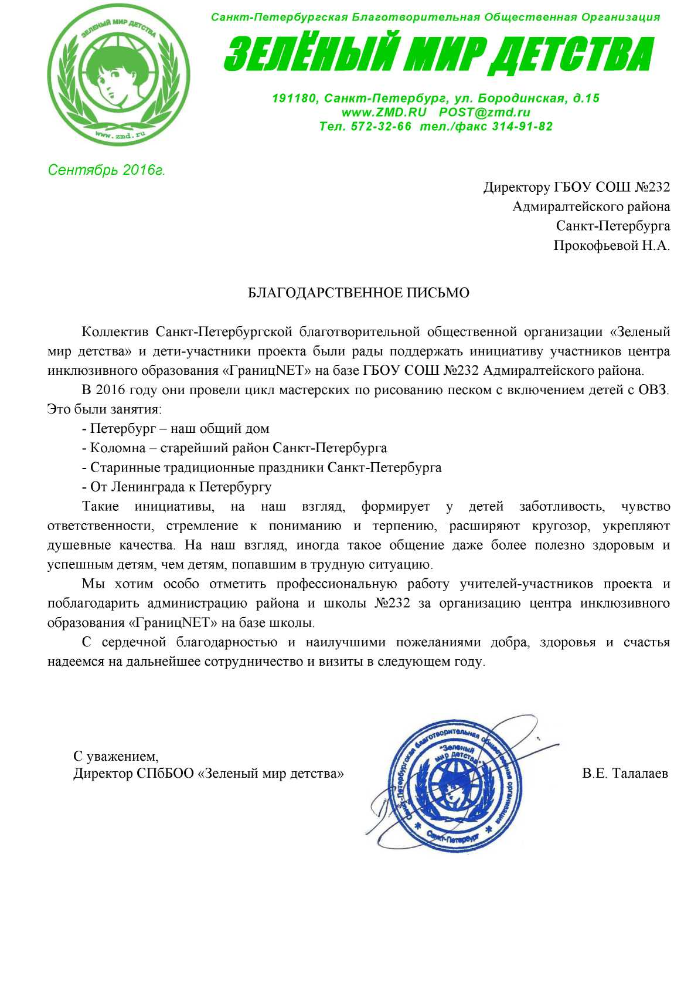 ЗЕЛЕНЫЙ МИР ДЕТСТВА
www.zmd.ru
Санкт-Петербургская Благотворительная Общественная Организация
ЗЕЛЁНЫЙ МИР ДЕТСТВА
191180, Санкт-Петербург, ул. Бородинская, д.15
www.ZMD.RU POST@zmd.ru
Тел. 572-32-66 тел./факс 314-91-82
Сентябрь 2016г.
Директору ГБОУ СОШ №232
Адмиралтейского района
Санкт-Петербурга
Прокофьевой Н.А.
БЛАГОДАРСТВЕННОЕ ПИСЬМО
Коллектив Санкт-Петербургской благотворительной общественной организации «Зеленый
мир детства» и дети-участники проекта были рады поддержать инициативу участников центра
инклюзивного образования «ГраницNET» на базе ГБОУ СОШ №232 Адмиралтейского района.
В 2016 году они провели цикл мастерских по рисованию песком с включением детей с ОВЗ.
Это были занятия:
- Петербург – наш общий дом
- Коломна – старейший район Санкт-Петербурга
- Старинные традиционные праздники Санкт-Петербурга
- От Ленинграда к Петербургу
Такие инициативы, на наш взгляд, формирует у детей заботливость, чувство
ответственности, стремление к пониманию и терпению, расширяют кругозор, укрепляют
душевные качества. На наш взгляд, иногда такое общение даже более полезно здоровым и
успешным детям, чем детям, попавшим в трудную ситуацию.
Мы хотим особо отметить профессиональную работу учителей-участников проекта и
поблагодарить администрацию района и школы №232 за организацию центра инклюзивного
образования «ГраницNET» на базе школы.
С сердечной благодарностью и наилучшими пожеланиями добра, здоровья и счастья
надеемся на дальнейшее сотрудничество и визиты в следующем году.
С уважением,
Директор СПбБОО «Зеленый мир детства»
В.Е. Талалаев
Санкт-Петербургская благотворительная общественная организация
"Зеленый
мир детства"
Санкт-Петербург